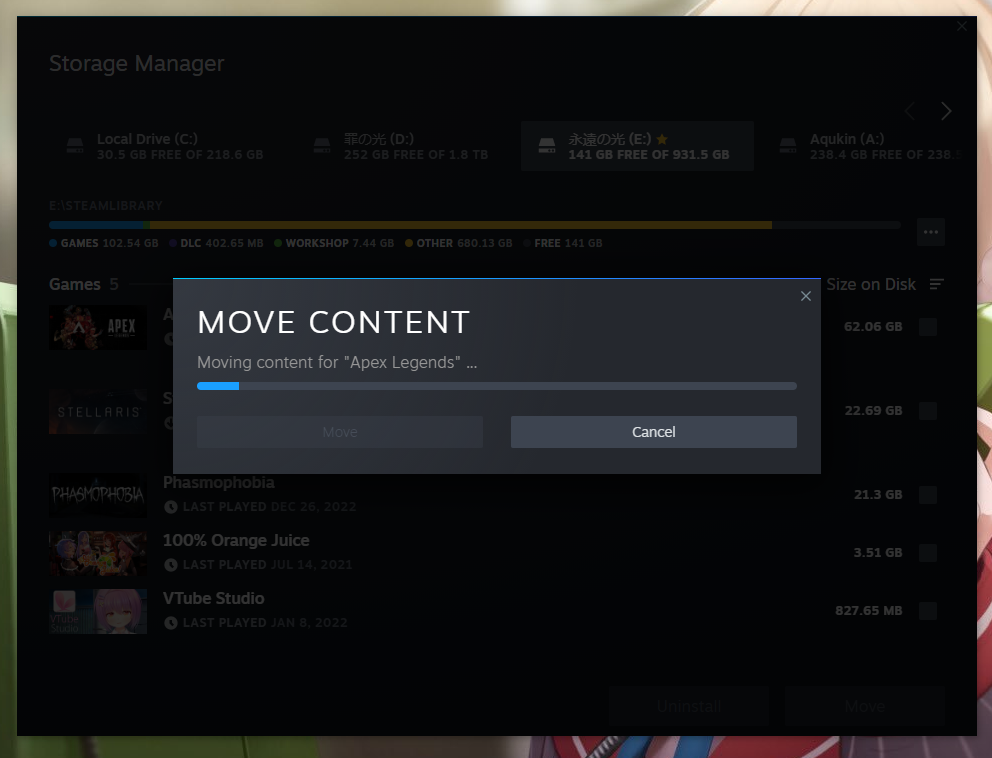 Storage Manager
Local Drive (C:)
30.5 GB FREE OF 218.6 GB
罪の光 (D:)
252 GB FREE OF 1.8 TB
永遠の光 (E:)
141 GB FREE OF 931.5 GB
Aqukin (A:)
238.4 GB FREE OF 238.5
E:\STEAMLIBRARY
GAMES 102.54 GB DLC 402.65 MB WORKSHOP 7.44 GB OTHER 680.13 GB FREE 141 GB
Games 5
Size on Disk
APEX
62.06 GB
MOVE CONTENT
Moving content for "Apex Legends" ...
Move
Cancel
STELLARIS
22.69 GB
PHASMOPHOBIA
Phasmophobia
LAST PLAYED DEC 26, 2022
21.3 GB
100% Orange Juice
LAST PLAYED JUL 14, 2021
3.51 GB
VTube Studio
VTube Studio
LAST PLAYED JAN 8, 2022
827.65 MB
Uninstall
Move